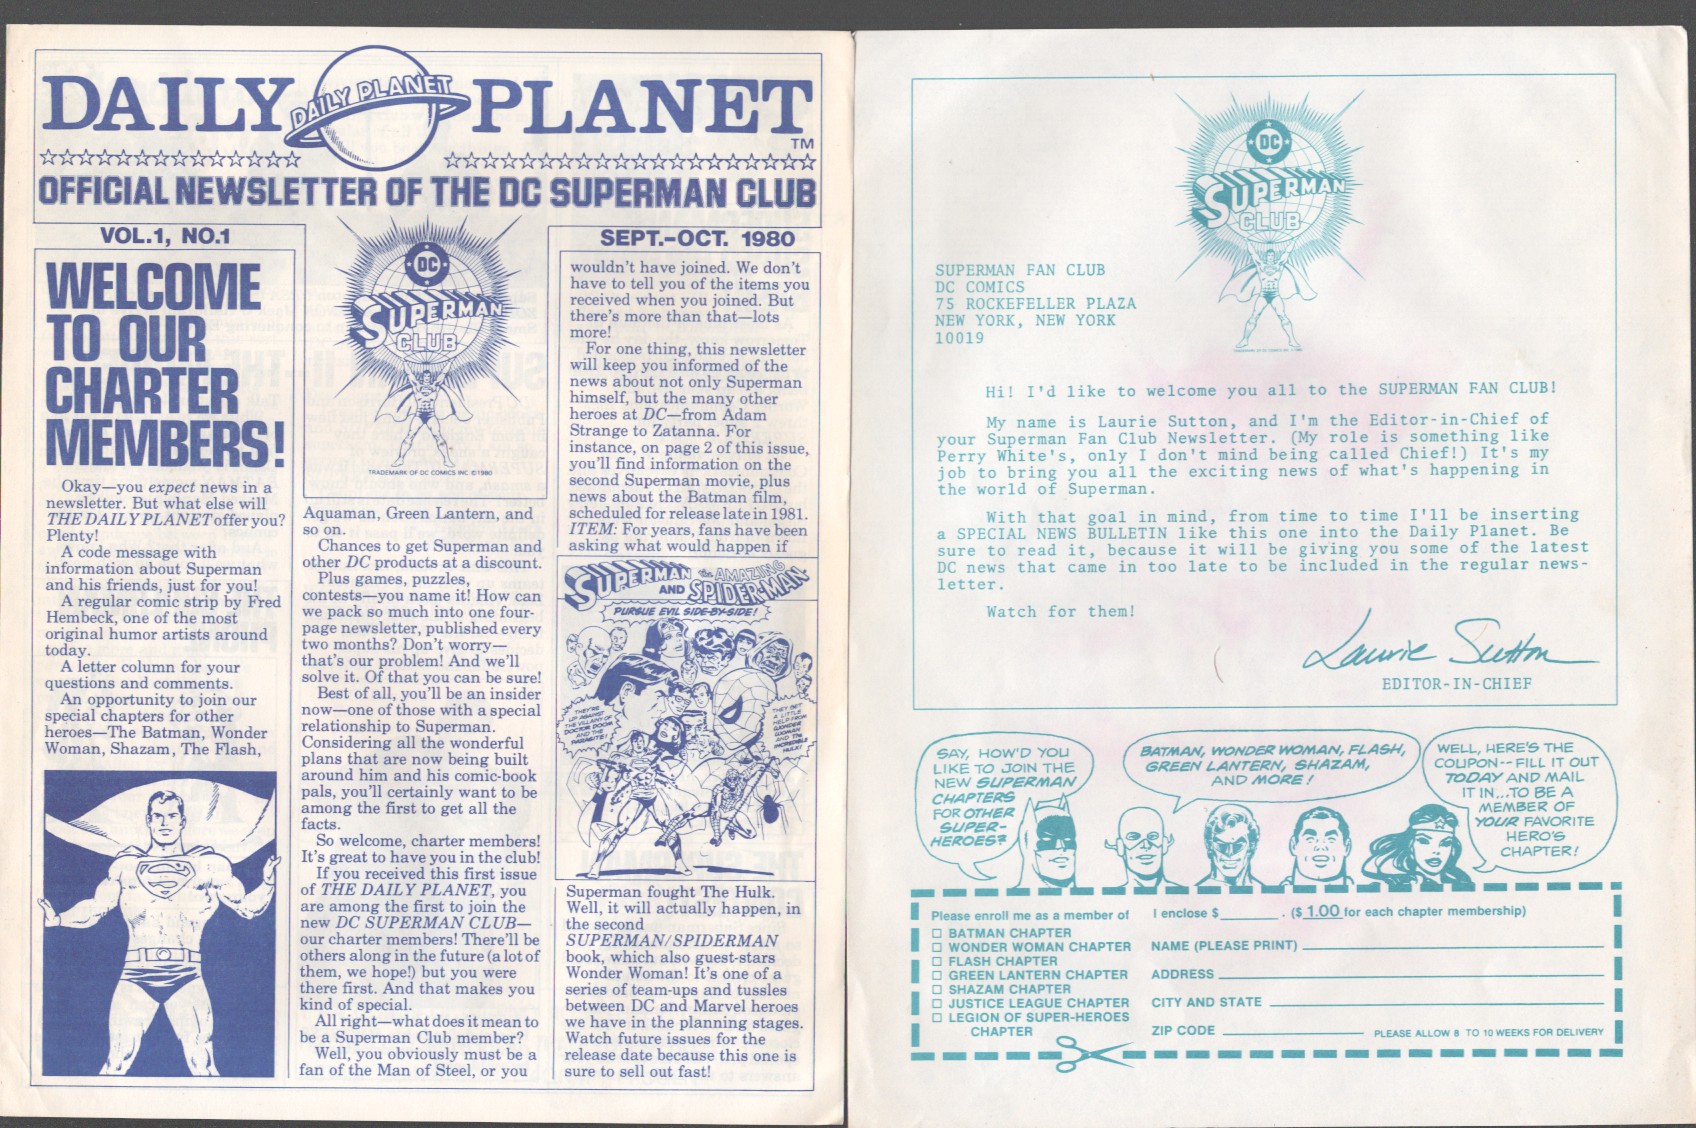 DAILY PLANET
DAILY PLANET
TM
OFFICIAL NEWSLETTER OF THE DC SUPERMAN CLUB
VOL.1, NO.1
SEPT.-OCT. 1980
WELCOME
TO OUR
CHARTER
MEMBERS!
Okay—you expect news in a
newsletter. But what else will
THE DAILY PLANET offer you?
Plenty!
A code message with
information about Superman
and his friends, just for you!
A regular comic strip by Fred
Hembeck, one of the most
original humor artists around
today.
A letter column for your
questions and comments.
An opportunity to join our
special chapters for other
heroes—The Batman, Wonder
Woman, Shazam, The Flash,
DC
SUPERMAN
CLUB
TRADEMARK OF DC COMICS INC. ©1980
Aquaman, Green Lantern, and
so on.
Chances to get Superman and
other DC products at a discount.
Plus games, puzzles,
contests—you name it! How can
we pack so much into one four-
page newsletter, published every
two months? Don't worry—
that's our problem! And we'll
solve it. Of that you can be sure!
Best of all, you'll be an insider
now—one of those with a special
relationship to Superman.
Considering all the wonderful
plans that are now being built
around him and his comic-book
pals, you'll certainly want to be
among the first to get all the
facts.
So welcome, charter members!
It's great to have you in the club!
If you received this first issue
of THE DAILY PLANET, you
are among the first to join the
new DC SUPERMAN CLUB—
our charter members! There'll be
others along in the future (a lot of
them, we hope!) but you were
there first. And that makes you
kind of special.
All right—what does it mean to
be a Superman Club member?
Well, you obviously must be a
fan of the Man of Steel, or you
wouldn't have joined. We don't
have to tell you of the items you
received when you joined. But
there's more than that—lots
more!
For one thing, this newsletter
will keep you informed of the
news about not only Superman
himself, but the many other
heroes at DC—from Adam
Strange to Zatanna. For
instance, on page 2 of this issue,
you'll find information on the
second Superman movie, plus
news about the Batman film,
scheduled for release late in 1981.
ITEM: For years, fans have been
asking what would happen if
SUPERMAN
AND
the AMAZING
SPIDER-MAN
PURSUE EVIL SIDE-BY-SIDE!
THEY'RE
UP AGAINST
THE VILLAINY OF
DOCTOR DOOM
AND THE
PARASITE!
THEY GET
A LITTLE
HELP FROM
WONDER
WOMAN
AND THE
INCREDIBLE
HULK!
Superman fought The Hulk.
Well, it will actually happen, in
the second
SUPERMAN/SPIDERMAN
book, which also guest-stars
Wonder Woman! It's one of a
series of team-ups and tussles
between DC and Marvel heroes
we have in the planning stages.
Watch future issues for the
release date because this one is
sure to sell out fast!
DC
SUPERMAN
CLUB
SUPERMAN FAN CLUB
DC COMICS
75 ROCKEFELLER PLAZA
NEW YORK, NEW YORK
10019
Hi! I'd like to welcome you all to the SUPERMAN FAN CLUB!
My name is Laurie Sutton, and I'm the Editor-in-Chief of
your Superman Fan Club Newsletter. (My role is something like
Perry White's, only I don't mind being called Chief!) It's my
job to bring you all the exciting news of what's happening in
the world of Superman.
With that goal in mind, from time to time I'll be inserting
a SPECIAL NEWS BULLETIN like this one into the Daily Planet. Be
sure to read it, because it will be giving you some of the latest
DC news that came in too late to be included in the regular news-
letter.
Watch for them!
Laurie Sutton
EDITOR-IN-CHIEF
SAY, HOW'D YOU
LIKE TO JOIN THE
NEW SUPERMAN
CHAPTERS
FOR OTHER
SUPER-
HEROES?
BATMAN, WONDER WOMAN, FLASH,
GREEN LANTERN, SHAZAM,
AND MORE!
WELL, HERE'S THE
COUPON--FILL IT OUT
TODAY AND MAIL
IT IN...TO BE A
MEMBER OF
YOUR FAVORITE
HERO'S
CHAPTER!
Please enroll me as a member of
BATMAN CHAPTER
WONDER WOMAN CHAPTER
FLASH CHAPTER
GREEN LANTERN CHAPTER
SHAZAM CHAPTER
JUSTICE LEAGUE CHAPTER
LEGION OF SUPER-HEROES
CHAPTER
I enclose $________. ($ 1.00 for each chapter membership)
NAME (PLEASE PRINT)
ADDRESS
CITY AND STATE
ZIP CODE
PLEASE ALLOW 8 TO 10 WEEKS FOR DELIVERY